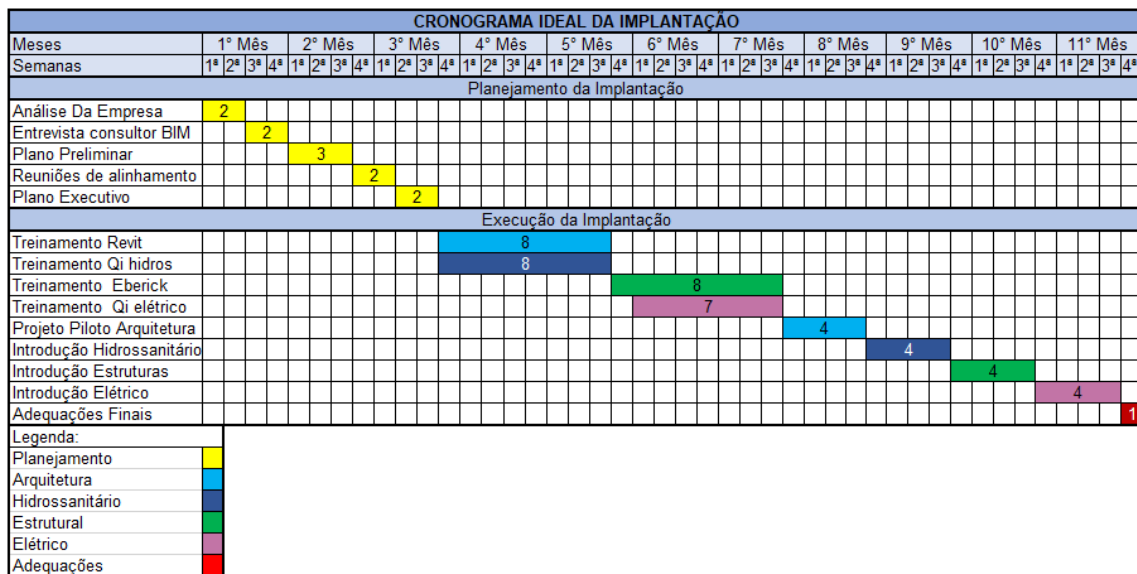 CRONOGRAMA IDEAL DA IMPLANTAÇÃO
Meses 1° Mês 2° Mês 3° Mês 4° Mês 5° Mês 6° Mês 7° Mês 8° Mês 9° Mês 10° Mês 11° Mês
Semanas 1ª 2ª 3ª 4ª 1ª 2ª 3ª 4ª 1ª 2ª 3ª 4ª 1ª 2ª 3ª 4ª 1ª 2ª 3ª 4ª 1ª 2ª 3ª 4ª 1ª 2ª 3ª 4ª 1ª 2ª 3ª 4ª 1ª 2ª 3ª 4ª 1ª 2ª 3ª 4ª 1ª 2ª 3ª 4ª
Planejamento da Implantação
Análise Da Empresa 2
Entrevista consultor BIM 2
Plano Preliminar 3
Reuniões de alinhamento 2
Plano Executivo 2
Execução da Implantação
Treinamento Revit 8
Treinamento Qi hidros 8
Treinamento Eberick 8
Treinamento Qi elétrico 7
Projeto Piloto Arquitetura 4
Introdução Hidrossanitário 4
Introdução Estruturas 4
Introdução Elétrico 4
Adequações Finais 1
Legenda:
Planejamento
Arquitetura
Hidrossanitário
Estrutural
Elétrico
Adequações